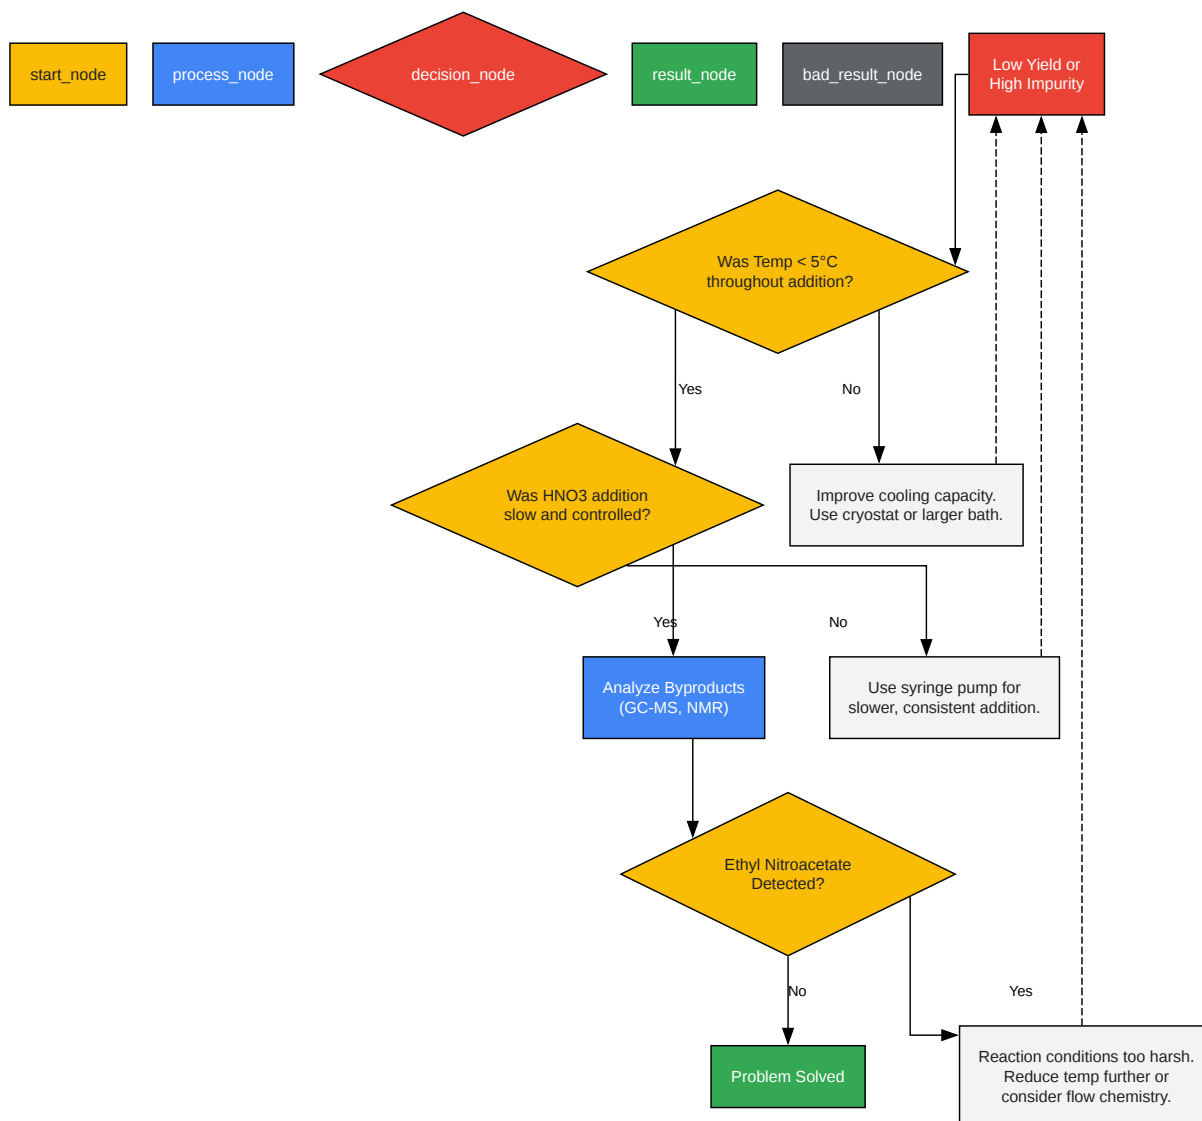 start_node
process_node
decision_node
result_node
bad_result_node
Low Yield or
High Impurity
Was Temp < 5°C
throughout addition?
Yes
No
Was HNO3 addition
slow and controlled?
Improve cooling capacity.
Use cryostat or larger bath.
Yes
No
Analyze Byproducts
(GC-MS, NMR)
Use syringe pump for
slower, consistent addition.
Ethyl Nitroacetate
Detected?
No
Yes
Problem Solved
Reaction conditions too harsh.
Reduce temp further or
consider flow chemistry.